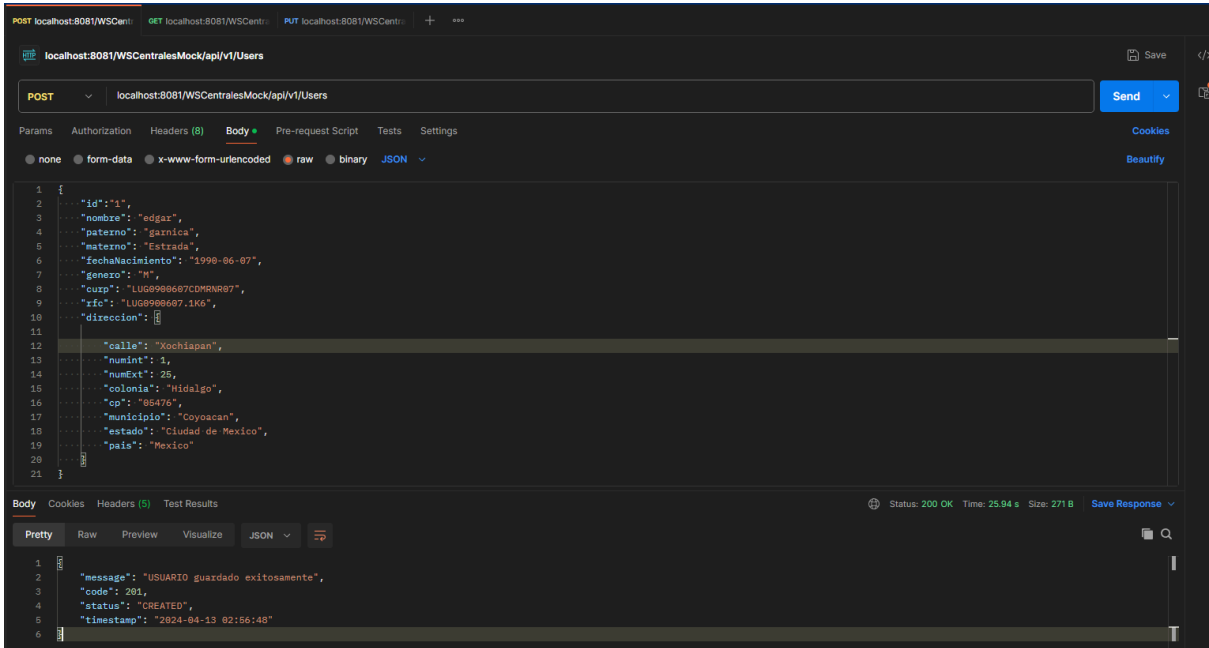 POST localhost:8081/WSCentr GET localhost:8081/WSCentra PUT localhost:8081/WSCentra
HTTP localhost:8081/WSCentralesMock/api/v1/Users Save
POST localhost:8081/WSCentralesMock/api/v1/Users Send
Params Authorization Headers (8) Body Pre-request Script Tests Settings Cookies
none form-data x-www-form-urlencoded raw binary JSON Beautify
1 {
2 "id":"1",
3 "nombre": "edgar",
4 "paterno": "garnica",
5 "materno": "Estrada",
6 "fechaNacimiento": "1990-06-07",
7 "genero": "M",
8 "curp": "LUG0900607CDMRNR07",
9 "rfc": "LUG0900607.1K6",
10 "direccion": {
11
12 "calle": "Xochiapan",
13 "numint": 1,
14 "numExt": 25,
15 "colonia": "Hidalgo",
16 "cp": "05476",
17 "municipio": "Coyoacan",
18 "estado": "Ciudad de Mexico",
19 "pais": "Mexico"
20 }
21 }
Body Cookies Headers (5) Test Results Status: 200 OK Time: 25.94 s Size: 271 B Save Response
Pretty Raw Preview Visualize JSON
1 {
2 "message": "USUARIO guardado exitosamente",
3 "code": 201,
4 "status": "CREATED",
5 "timestamp": "2024-04-13 02:56:48"
6 }